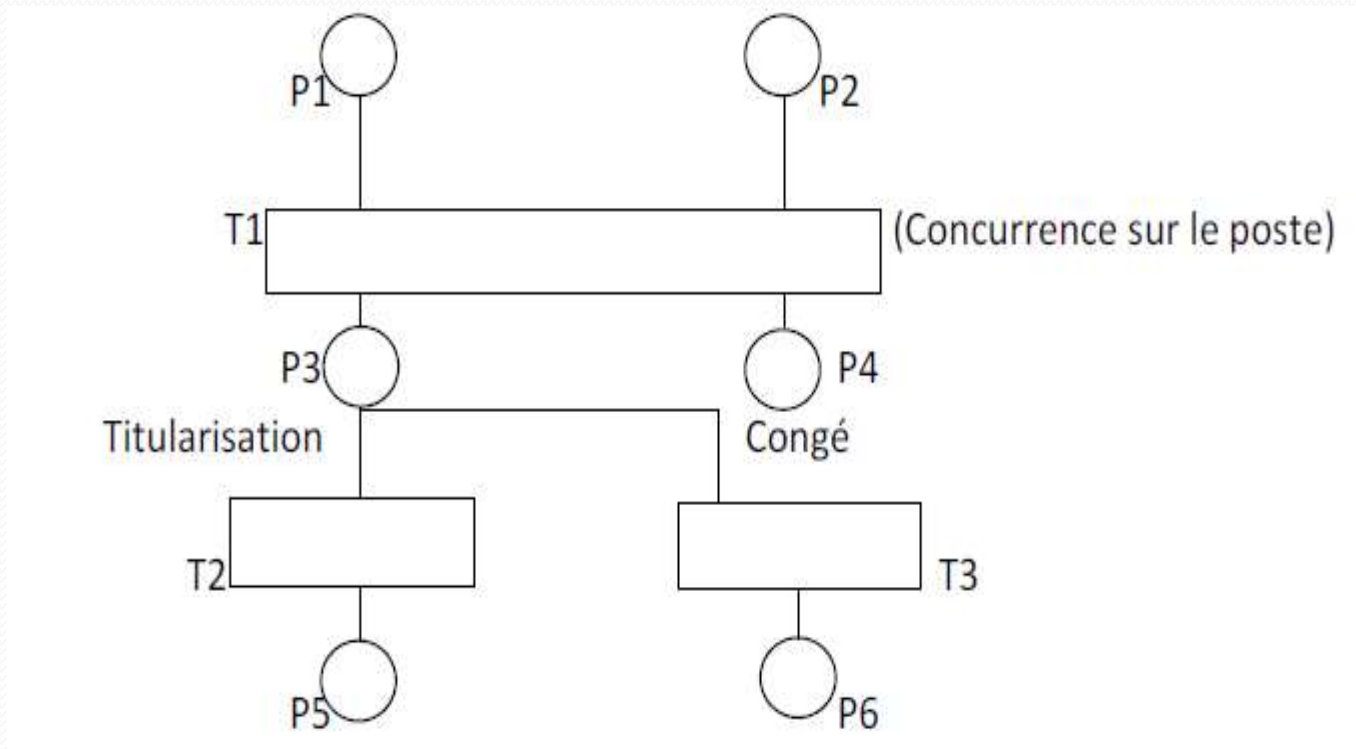 P1
P2
T1
(Concurrence sur le poste)
P3
P4
Titularisation
Congé
T2
T3
P5
P6